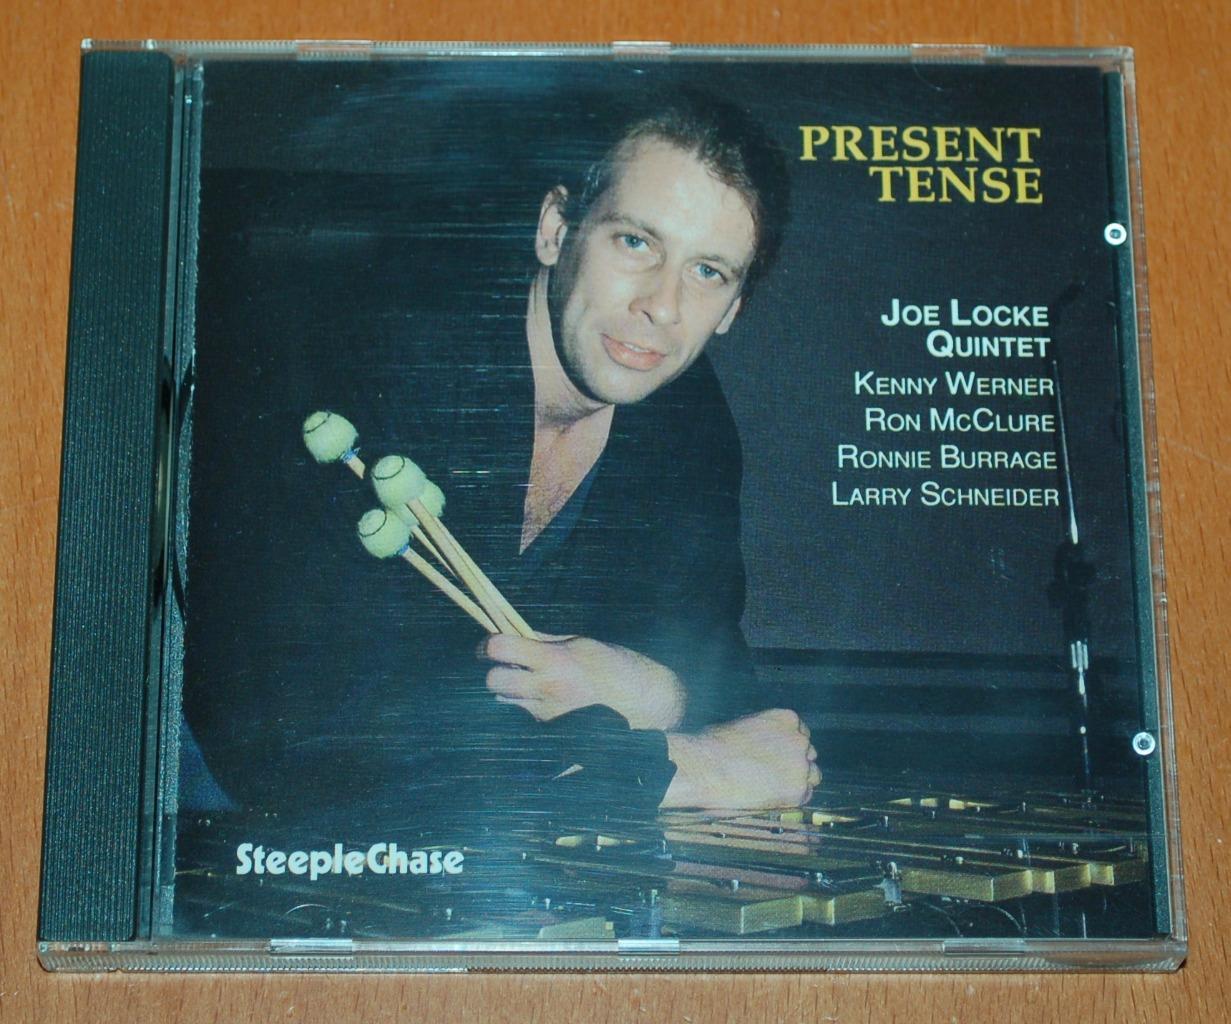 PRESENT
TENSE
JOE LOCKE
QUINTET
KENNY WERNER
RON MCCLURE
RONNIE BURRAGE
LARRY SCHNEIDER
SteepleChase